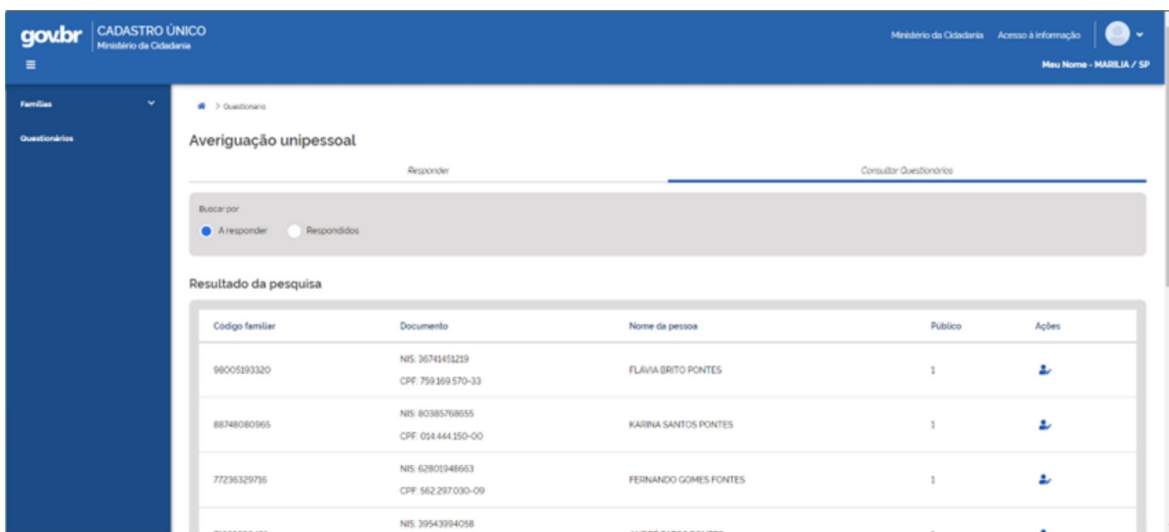 gov.br CADASTRO ÚNICO
Ministério da Cidadania
Ministério da Cidadania Acesso à informação
Meu Nome - MARILIA / SP
Famílias
Questionários
> Questionario
Averiguação unipessoal
Responder Consultar Questionários
Buscar por
A responder Respondidos
Resultado da pesquisa
Código familiar Documento Nome da pessoa Público Ações
NIS: 36741451219
98005193320 FLÁVIA BRITO PONTES 1
CPF: 759.169.570-33
NIS: 80385768655
88748080965 KARINA SANTOS PONTES 1
CPF: 014.444.150-00
NIS: 62801948663
77236329716 FERNANDO GOMES PONTES 1
CPF: 562.297.030-09
NIS: 39543994058